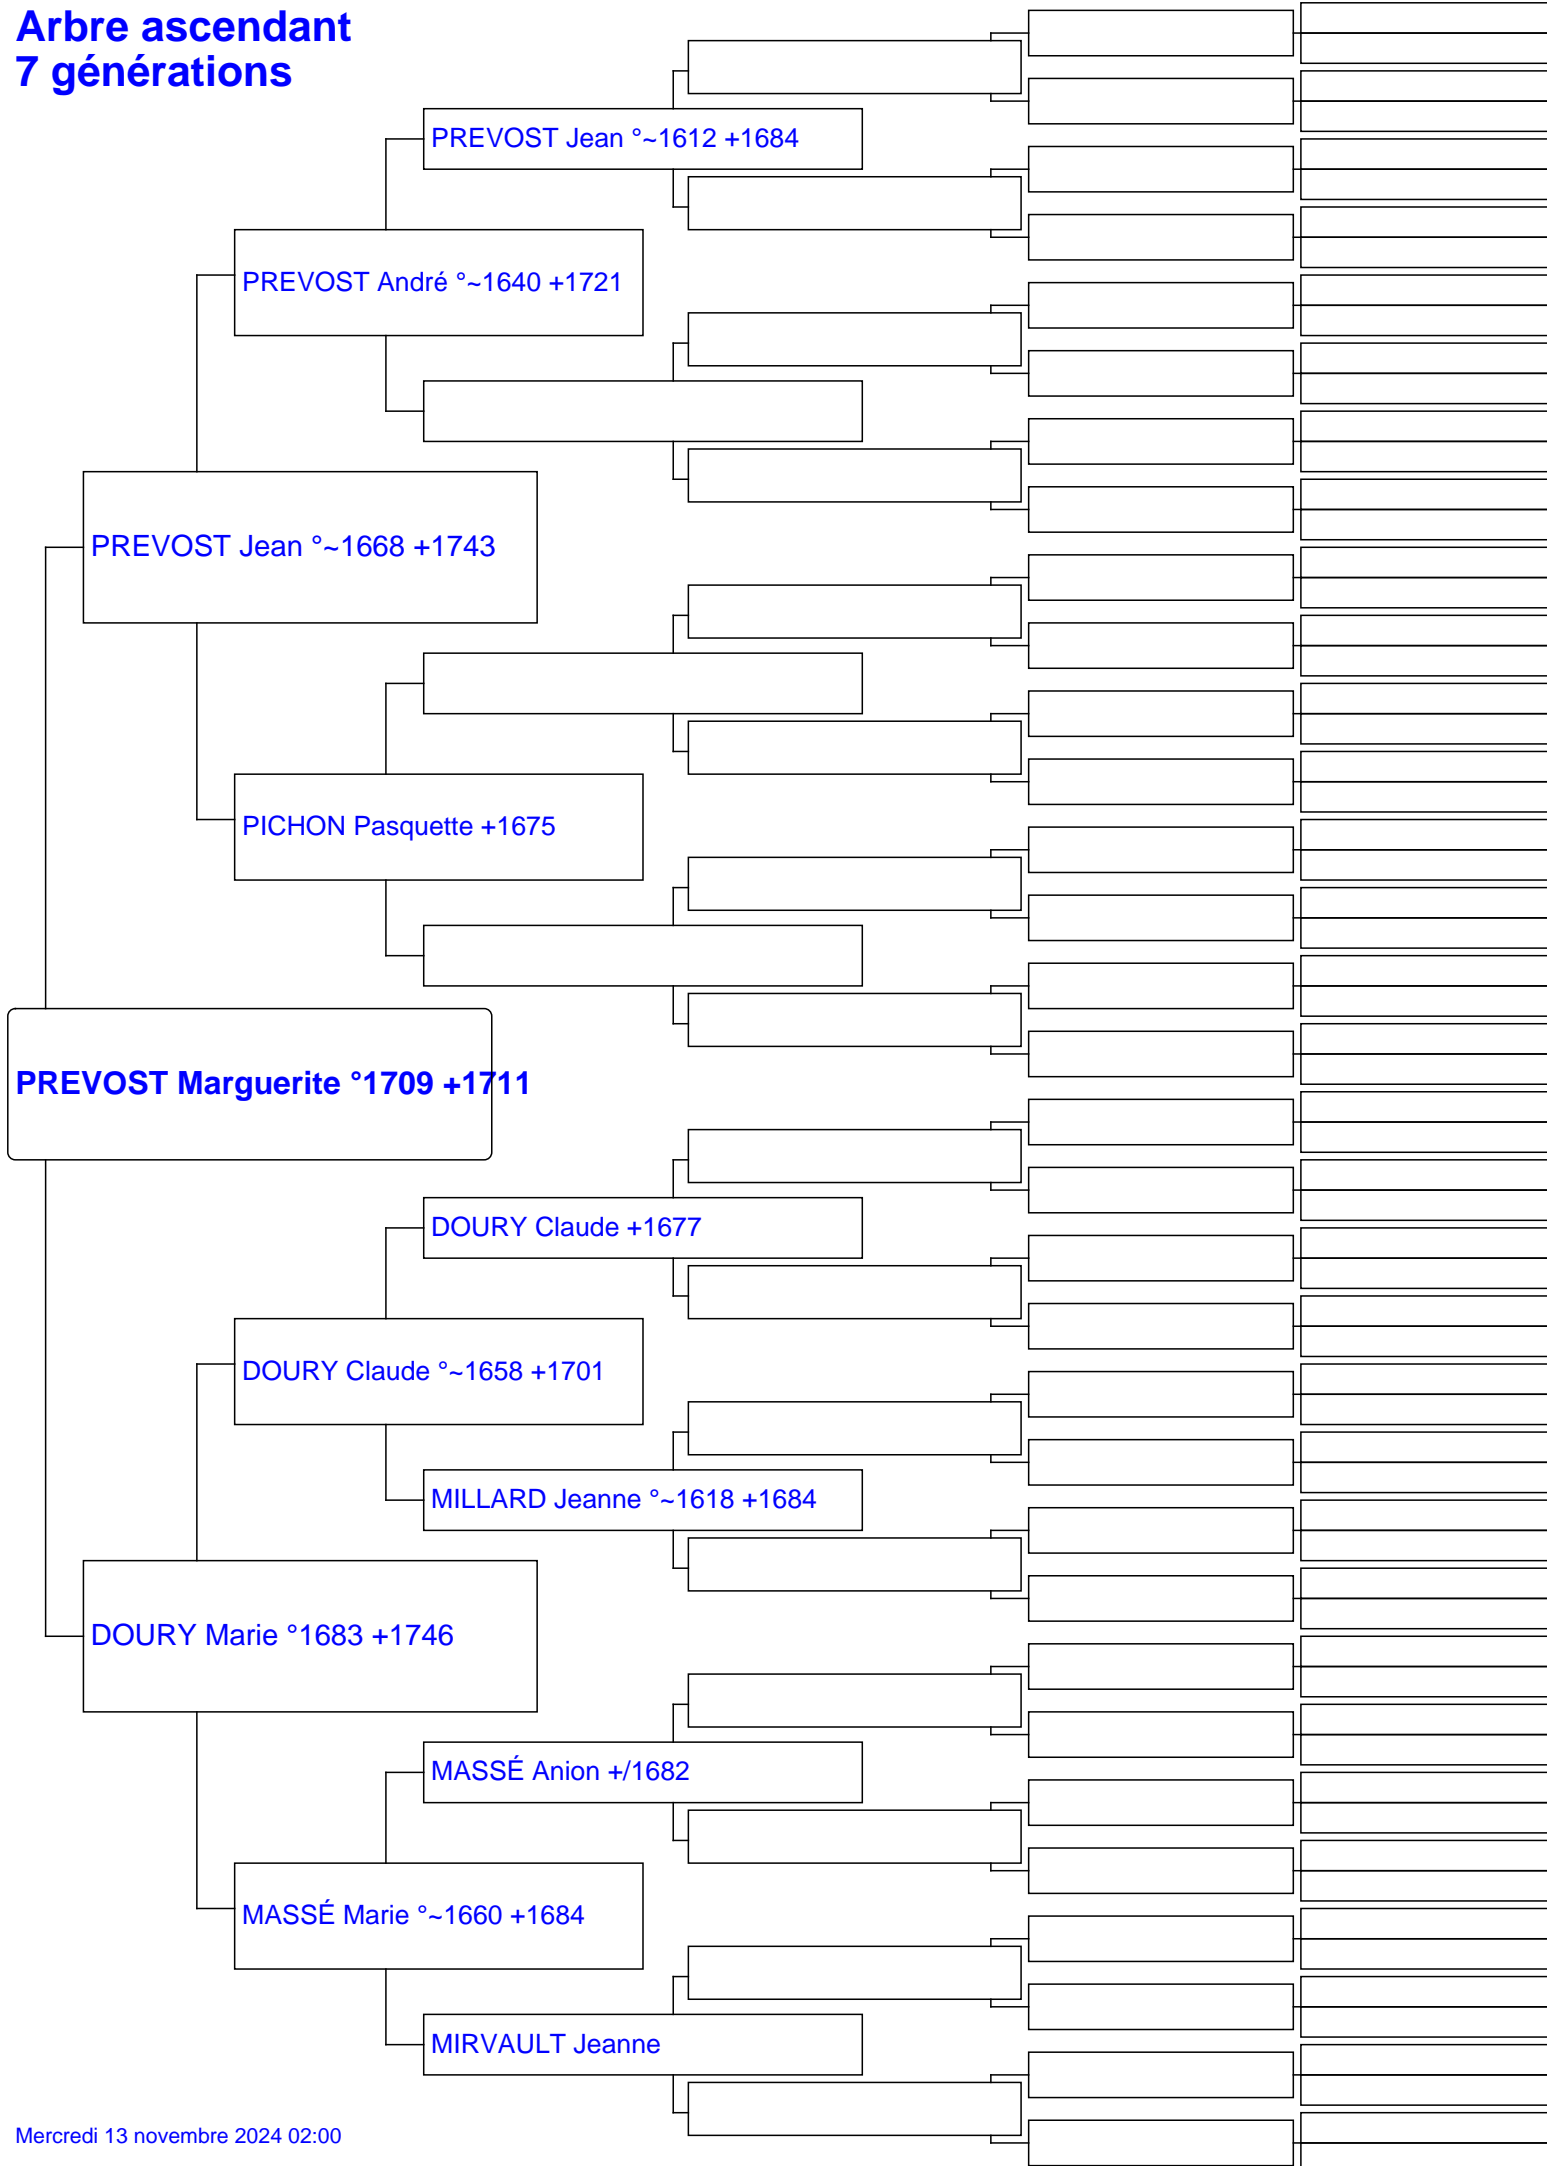 Arbre ascendant
7 générations
PREVOST Jean °~1612 +1684
PREVOST André °~1640 +1721
PREVOST Jean °~1668 +1743
PICHON Pasquette +1675
PREVOST Marguerite °1709 +1711
DOURY Claude +1677
DOURY Claude °~1658 +1701
MILLARD Jeanne °~1618 +1684
DOURY Marie °1683 +1746
MASSÉ Anion +/1682
MASSÉ Marie °~1660 +1684
MIRVAULT Jeanne
Mercredi 13 novembre 2024 02:00